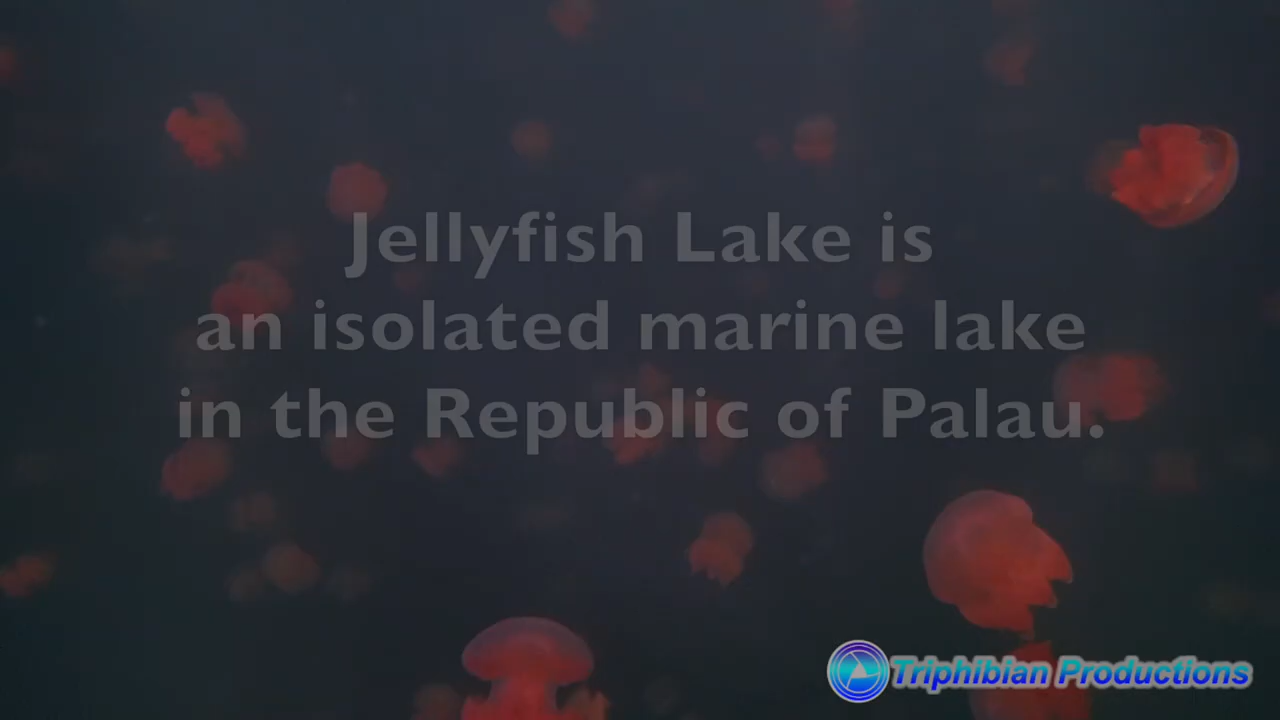 Jellyfish Lake is
an isolated marine lake
in the Republic of Palau.
Triphibian Productions